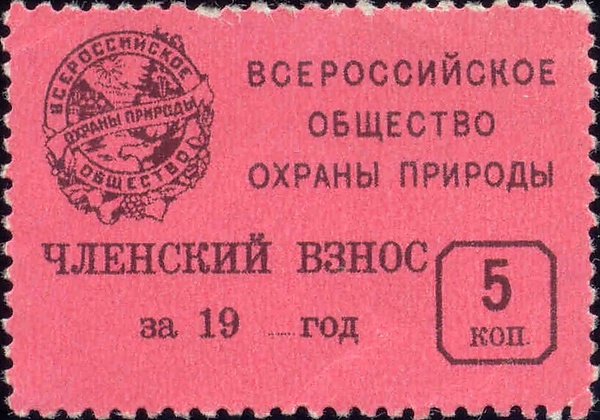 ВСЕРОССИЙСКОЕ
ОХРАНЫ ПРИРОДЫ
ОБЩЕСТВО
ВСЕРОССИЙСКОЕ
ОБЩЕСТВО
ОХРАНЫ ПРИРОДЫ
ЧЛЕНСКИЙ ВЗНОС
за 19 ..... год
5
коп.